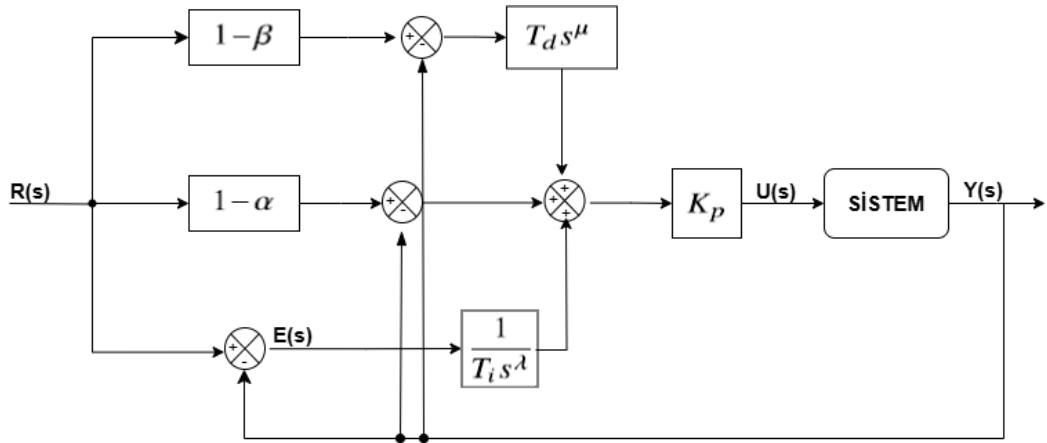 1−β
+
-
T_d s^μ
R(s)
1−α
+
-
+
+
+
K_p
U(s)
SİSTEM
Y(s)
+
-
E(s)
1
T_i s^λ